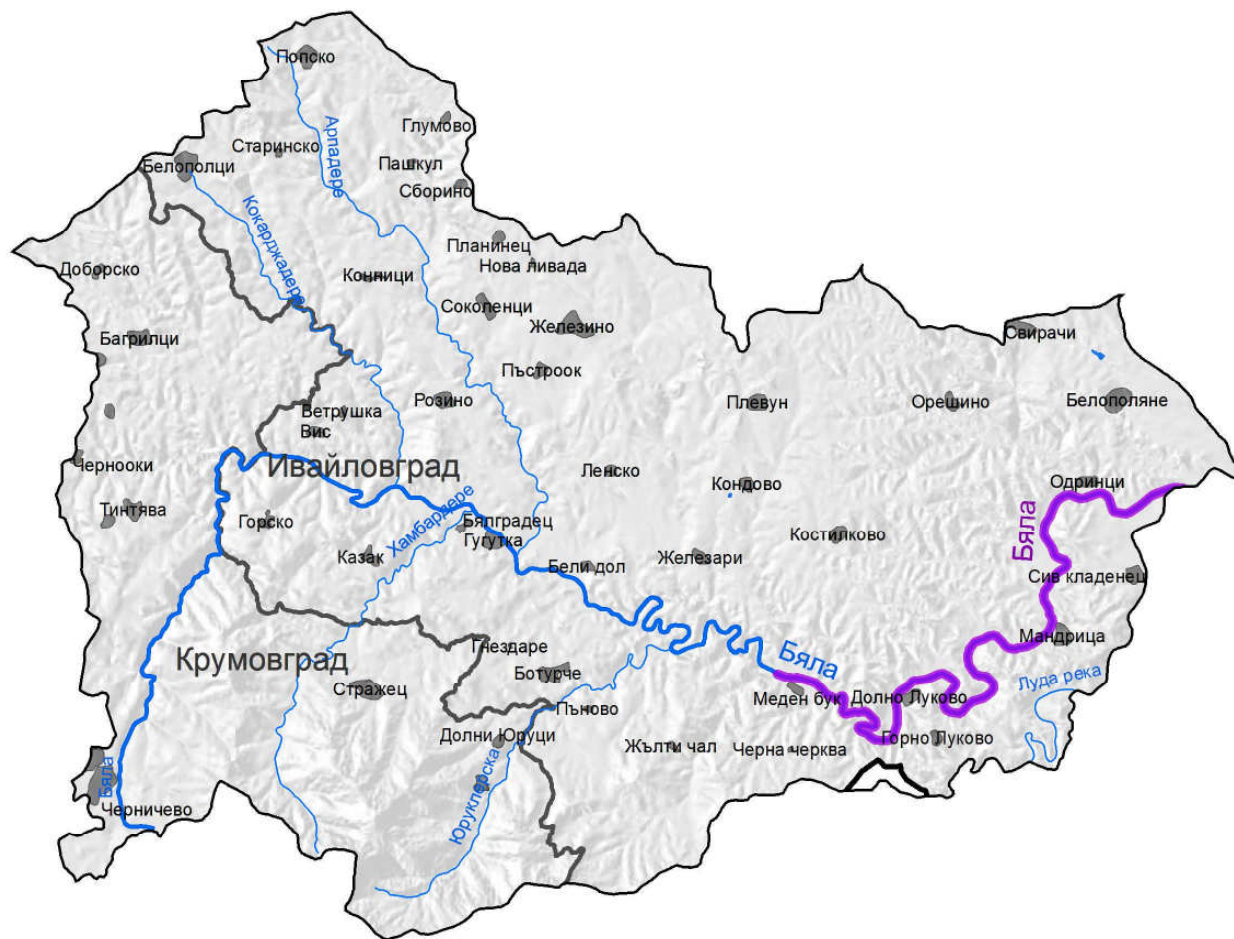 Попско
Глумово
Арпадере
Старинско
Белополци
Пашкул
Сборино
Кокарджадере
Планинец
Нова ливада
Доборско
Конници
Соколенци
Железино
Свирачи
Багрилци
Пъстроок
Розино
Ветрушка
Вис
Плевун
Орешино
Белополяне
Чернооки
Ивайловград
Ленско
Кондово
Одринци
Тинтява
Горско
Хамбардере
Бялградец
Гугутка
Костилково
Бяла
Казак
Бели дол
Железари
Сив кладенец
Мандрица
Гнездаре
Крумовград
Бяла
Ботурче
Луда река
Стражец
Меден бук
Долно Луково
Пъново
Долни Юруци
Жълти чал
Черна черква
Горно Луково
Юруклерска
Бяла
Черничево